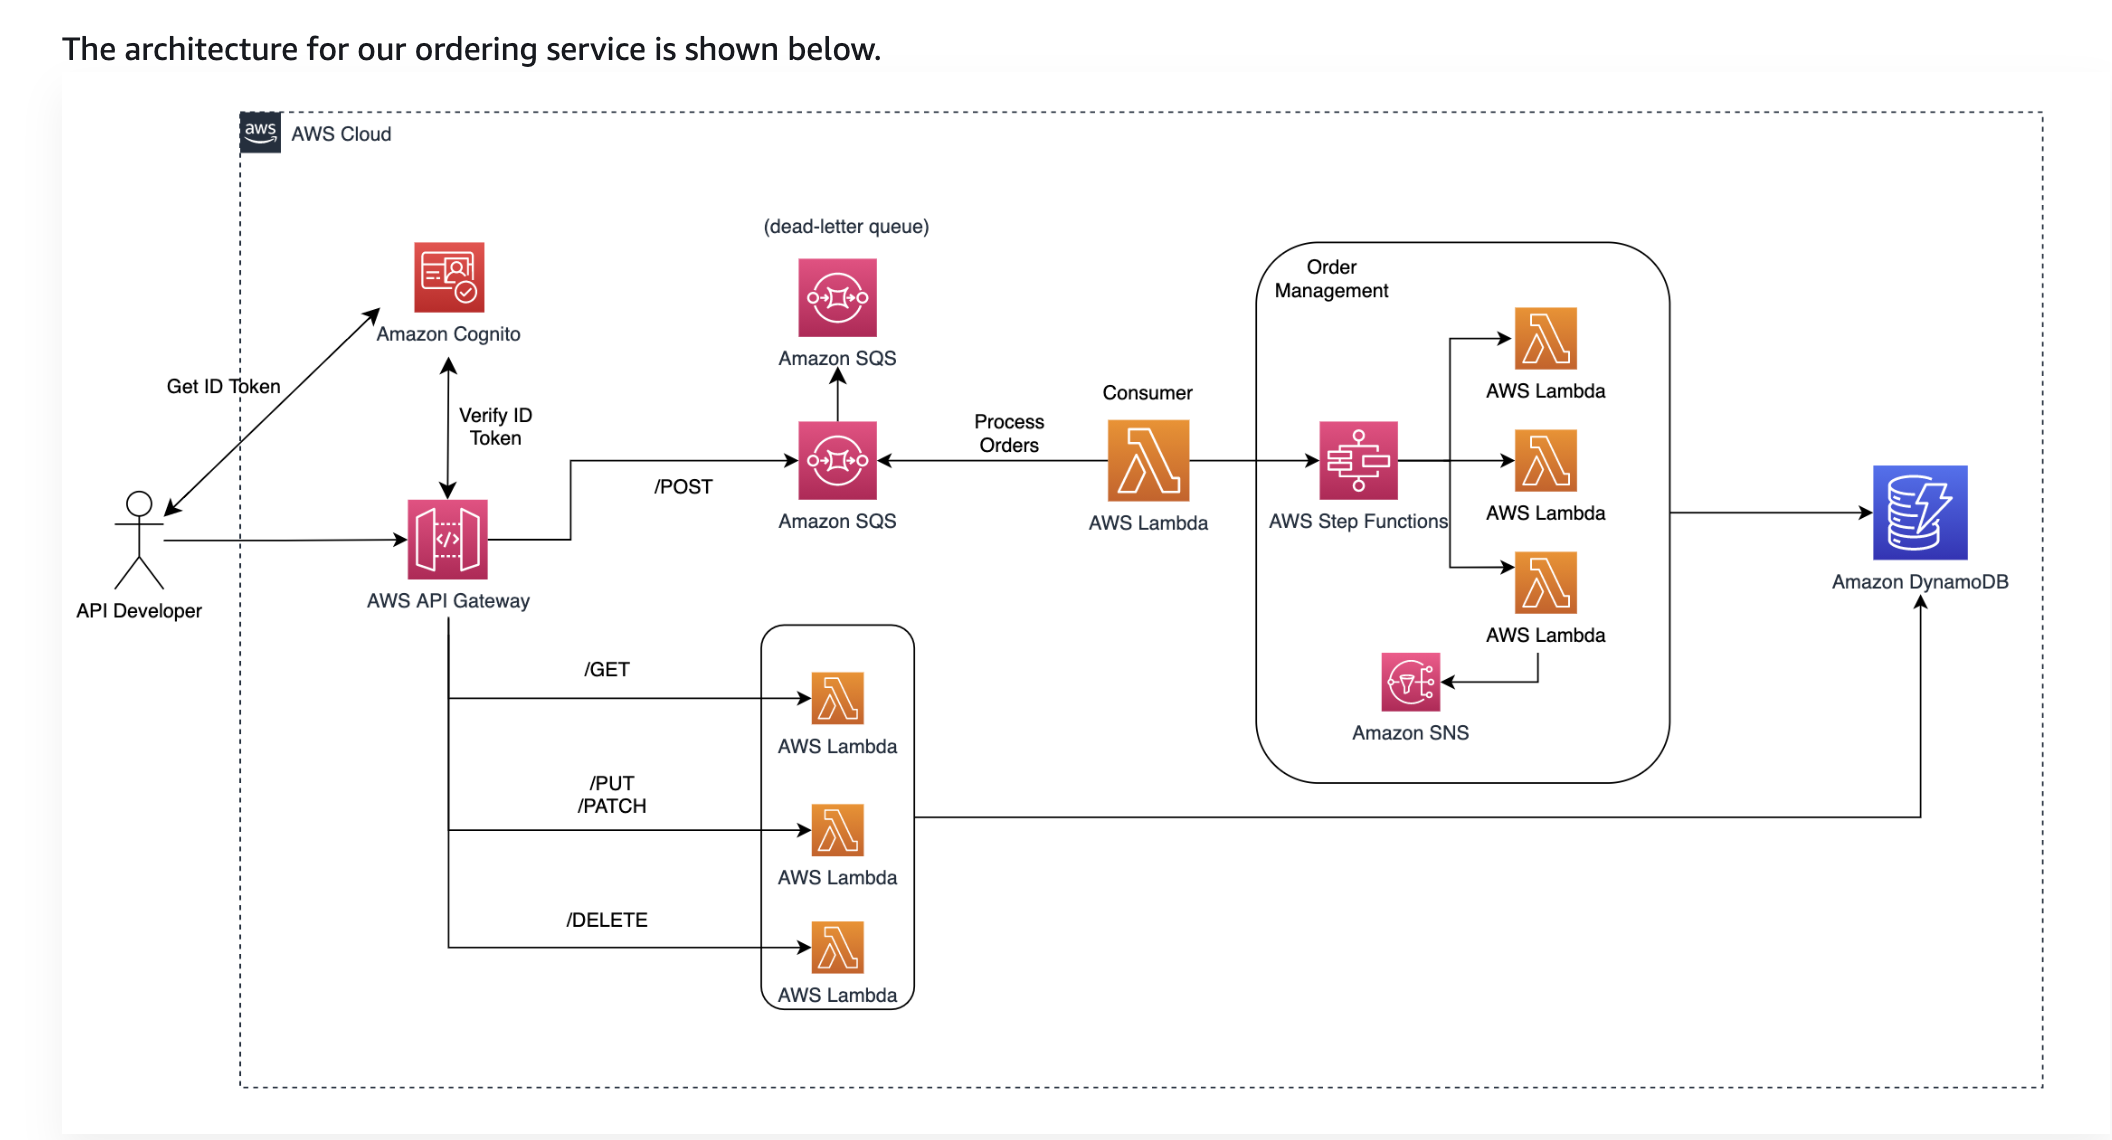 The architecture for our ordering service is shown below.
aws
AWS Cloud
(dead-letter queue)
Amazon SQS
Amazon Cognito
Get ID Token
Verify ID
Token
API Developer
AWS API Gateway
/POST
Amazon SQS
Process
Orders
Consumer
AWS Lambda
Order
Management
AWS Step Functions
AWS Lambda
AWS Lambda
AWS Lambda
Amazon SNS
Amazon DynamoDB
/GET
AWS Lambda
/PUT
/PATCH
AWS Lambda
/DELETE
AWS Lambda